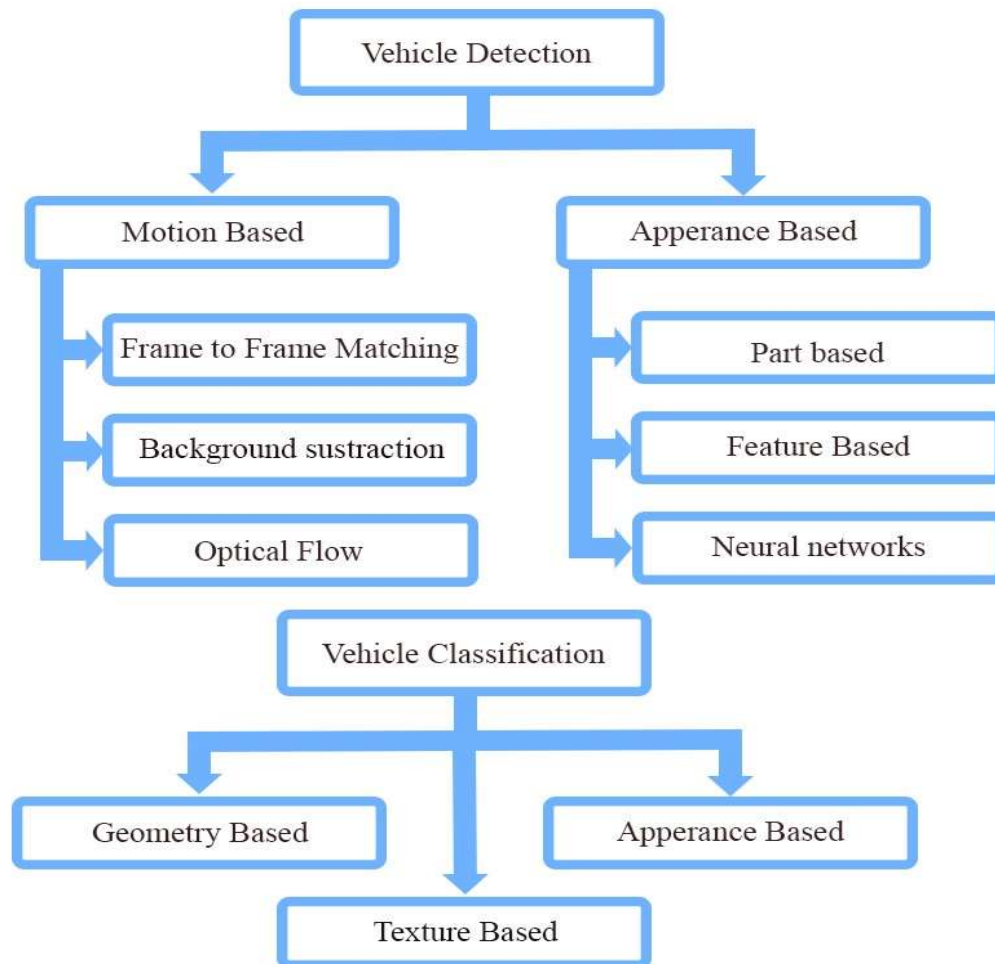 Vehicle Detection
Motion Based
Apperance Based
Frame to Frame Matching
Part based
Background sustraction
Feature Based
Optical Flow
Neural networks
Vehicle Classification
Geometry Based
Apperance Based
Texture Based